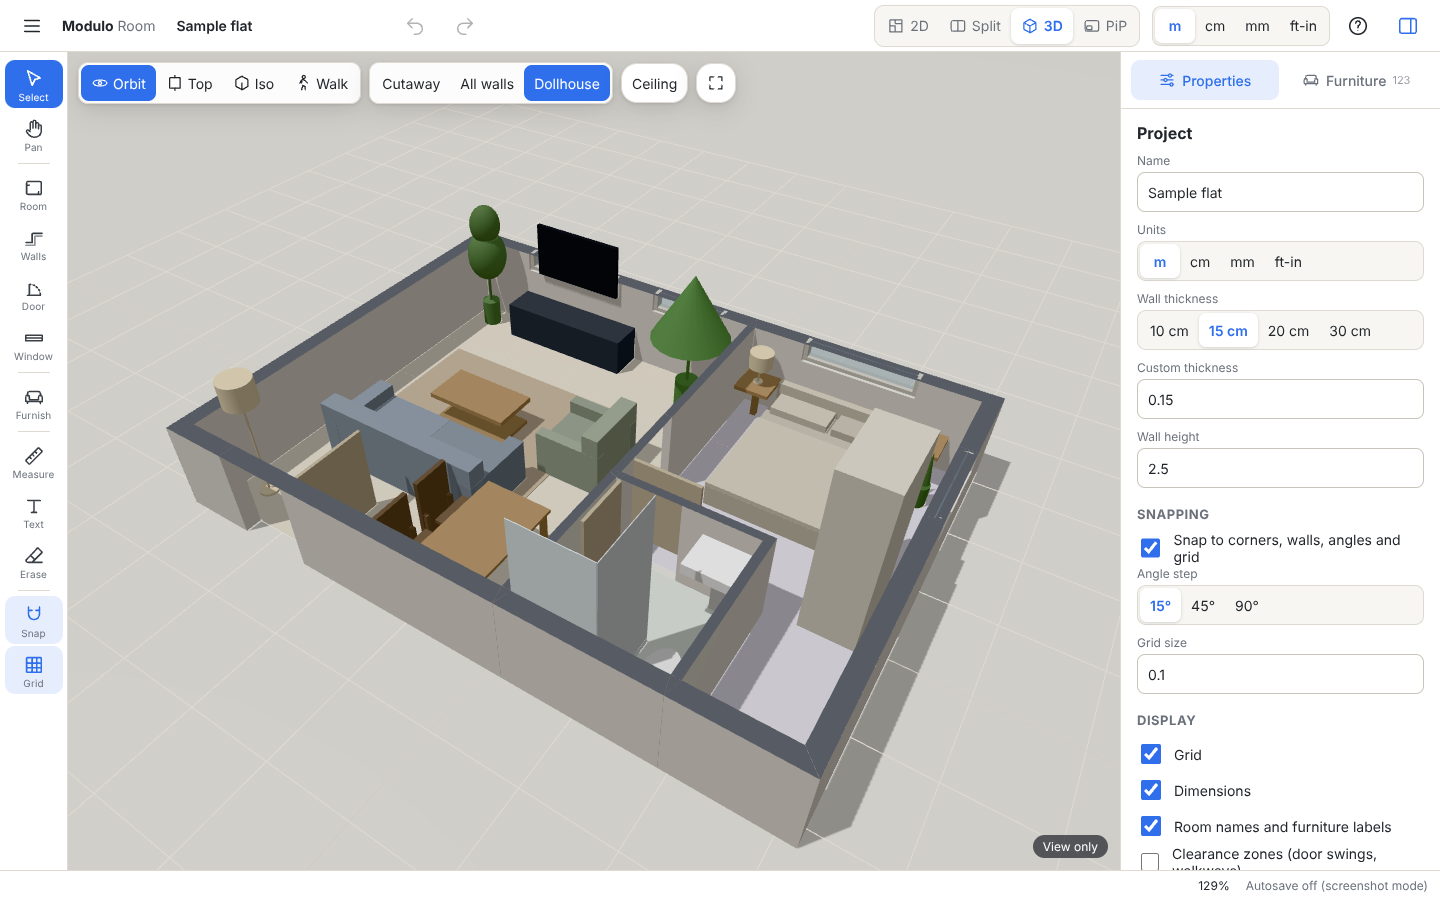 Modulo Room
Sample flat
2D
Split
3D
PiP
m
cm
mm
ft-in
Select
Pan
Room
Walls
Door
Window
Furnish
Measure
Text
Erase
Snap
Grid
Orbit
Top
Iso
Walk
Cutaway
All walls
Dollhouse
Ceiling
View only
Properties
Furniture 123
Project
Name
Sample flat
Units
m
cm
mm
ft-in
Wall thickness
10 cm
15 cm
20 cm
30 cm
Custom thickness
0.15
Wall height
2.5
SNAPPING
Snap to corners, walls, angles and
grid
Angle step
15°
45°
90°
Grid size
0.1
DISPLAY
Grid
Dimensions
Room names and furniture labels
Clearance zones (door swings,
walkways)
129%
Autosave off (screenshot mode)